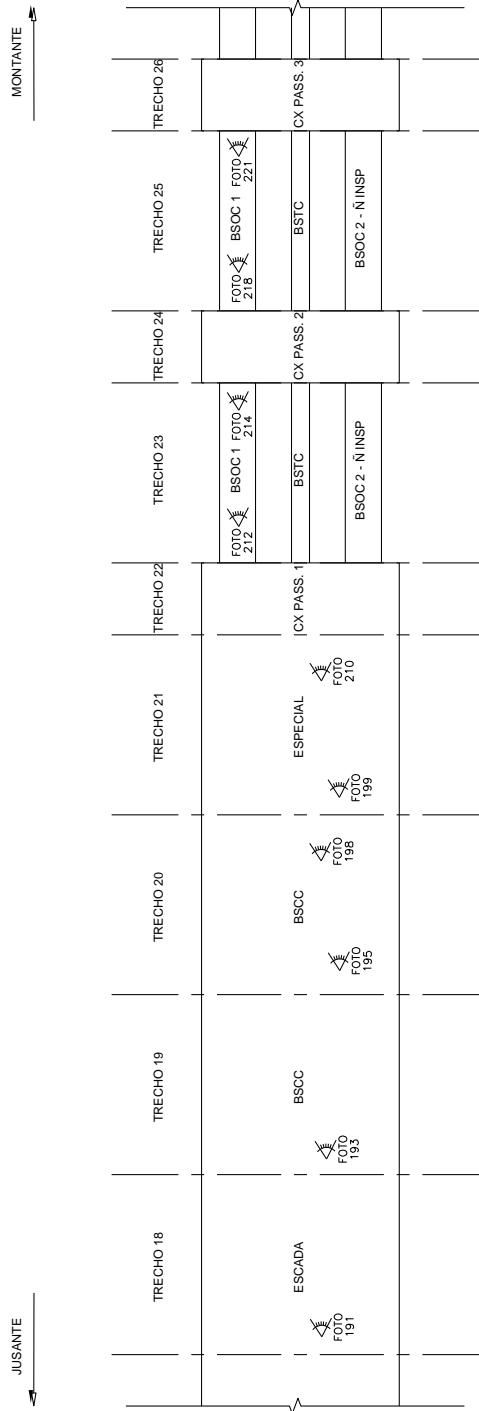 MONTANTE
JUSANTE
TRECHO 26
CX PASS. 3
TRECHO 25
BSOC 1
FOTO
221
FOTO
218
BSTC
BSOC 2 - Ñ INSP
TRECHO 24
CX PASS. 2
TRECHO 23
BSOC 1
FOTO
214
FOTO
212
BSTC
BSOC 2 - Ñ INSP
TRECHO 22
CX PASS. 1
TRECHO 21
ESPECIAL
FOTO
210
FOTO
199
TRECHO 20
BSCC
FOTO
198
FOTO
195
TRECHO 19
BSCC
FOTO
193
TRECHO 18
ESCADA
FOTO
191